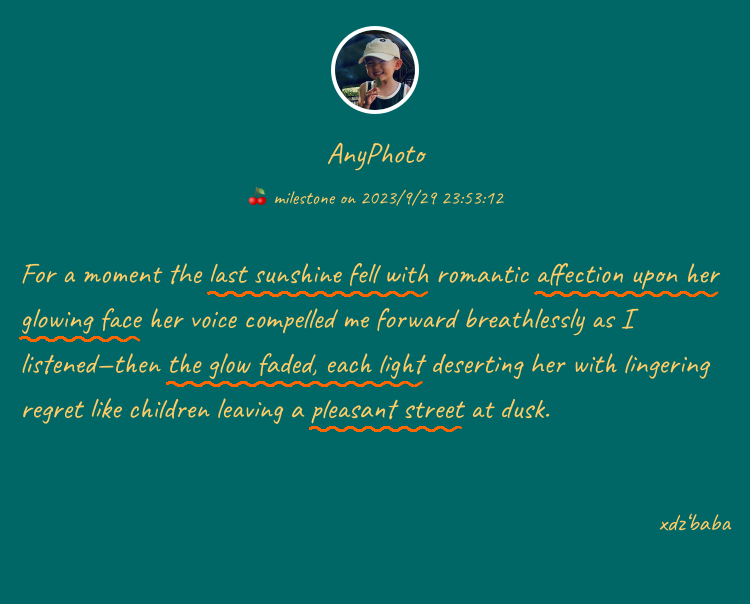 AnyPhoto
🍒 milestone on 2023/9/29 23:53:12
For a moment the last sunshine fell with romantic affection upon her
glowing face her voice compelled me forward breathlessly as I
listened—then the glow faded, each light deserting her with lingering
regret like children leaving a pleasant street at dusk.
xdz'baba